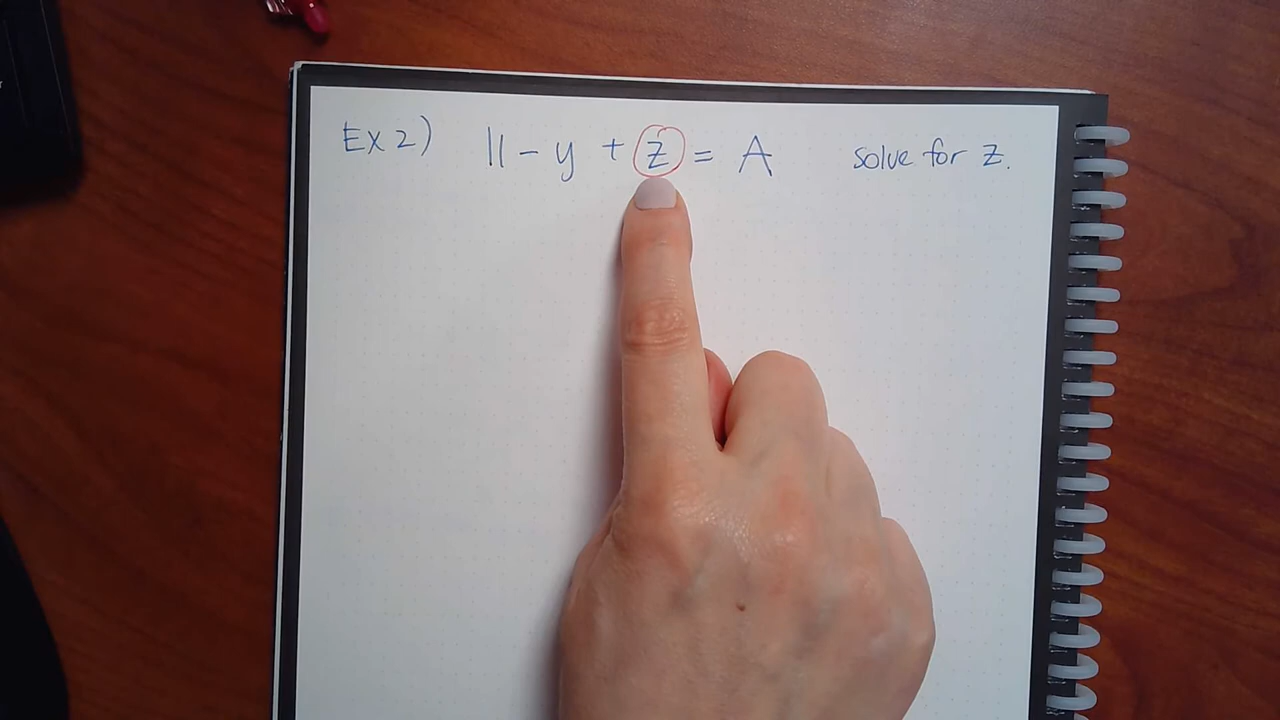 Ex 2) 11 - y + z = A solve for z.